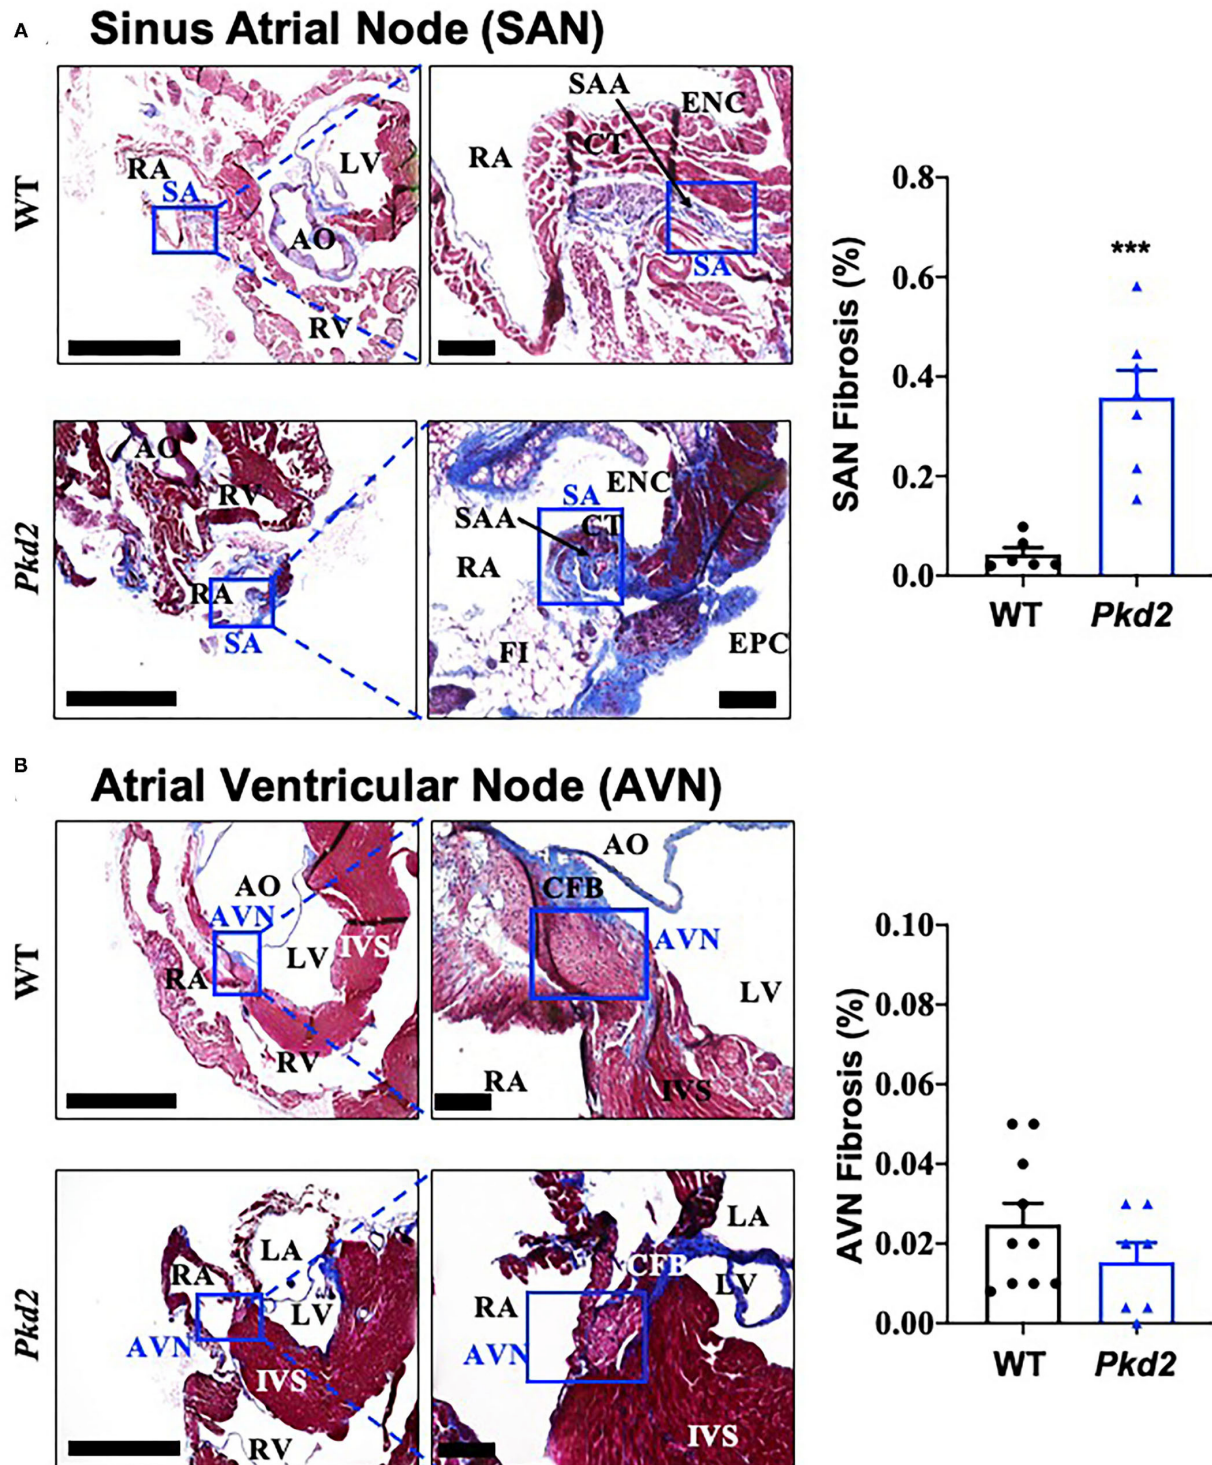 A
Sinus Atrial Node (SAN)
WT
RA
SA
LV
AO
RV
SAA
ENC
CT
RA
SA
Pkd2
AO
RV
RA
SA
ENC
SA
SAA
CT
RA
FI
EPC
SAN Fibrosis (%)
0.8
0.6
0.4
0.2
0.0
***
WT
Pkd2
B
Atrial Ventricular Node (AVN)
WT
AO
AVN
LV
IVS
RA
RV
AO
CFB
AVN
LV
RA
IVS
Pkd2
LA
RA
LV
AVN
IVS
RV
LA
CFB
LV
RA
AVN
IVS
AVN Fibrosis (%)
0.10
0.08
0.06
0.04
0.02
0.00
WT
Pkd2